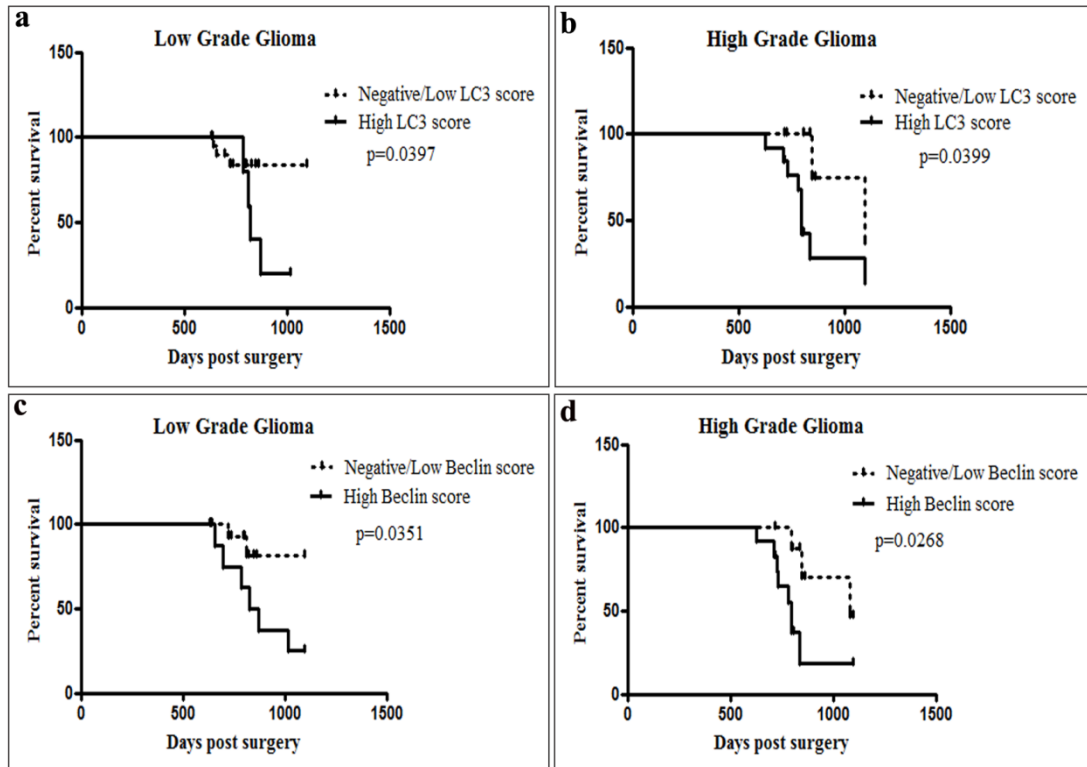 a
Low Grade Glioma
150
100
50
0
Percent survival
Negative/Low LC3 score
High LC3 score
p=0.0397
0
500
1000
1500
Days post surgery
b
High Grade Glioma
150
100
50
0
Percent survival
Negative/Low LC3 score
High LC3 score
p=0.0399
0
500
1000
1500
Days post surgery
c
Low Grade Glioma
150
100
50
0
Percent survival
Negative/Low Beclin score
High Beclin score
p=0.0351
0
500
1000
1500
Days post surgery
d
High Grade Glioma
150
100
50
0
Percent survival
Negative/Low Beclin score
High Beclin score
p=0.0268
0
500
1000
1500
Days post surgery